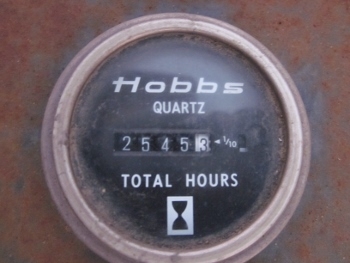 Hobbs
QUARTZ
25453 ◄ 1/10
TOTAL HOURS